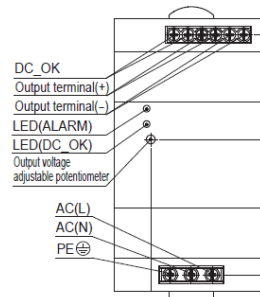 DC_OK
Output terminal(+)
Output terminal(−)
LED(ALARM)
LED(DC_OK)
Output voltage
adjustable potentiometer
AC(L)
AC(N)
PE